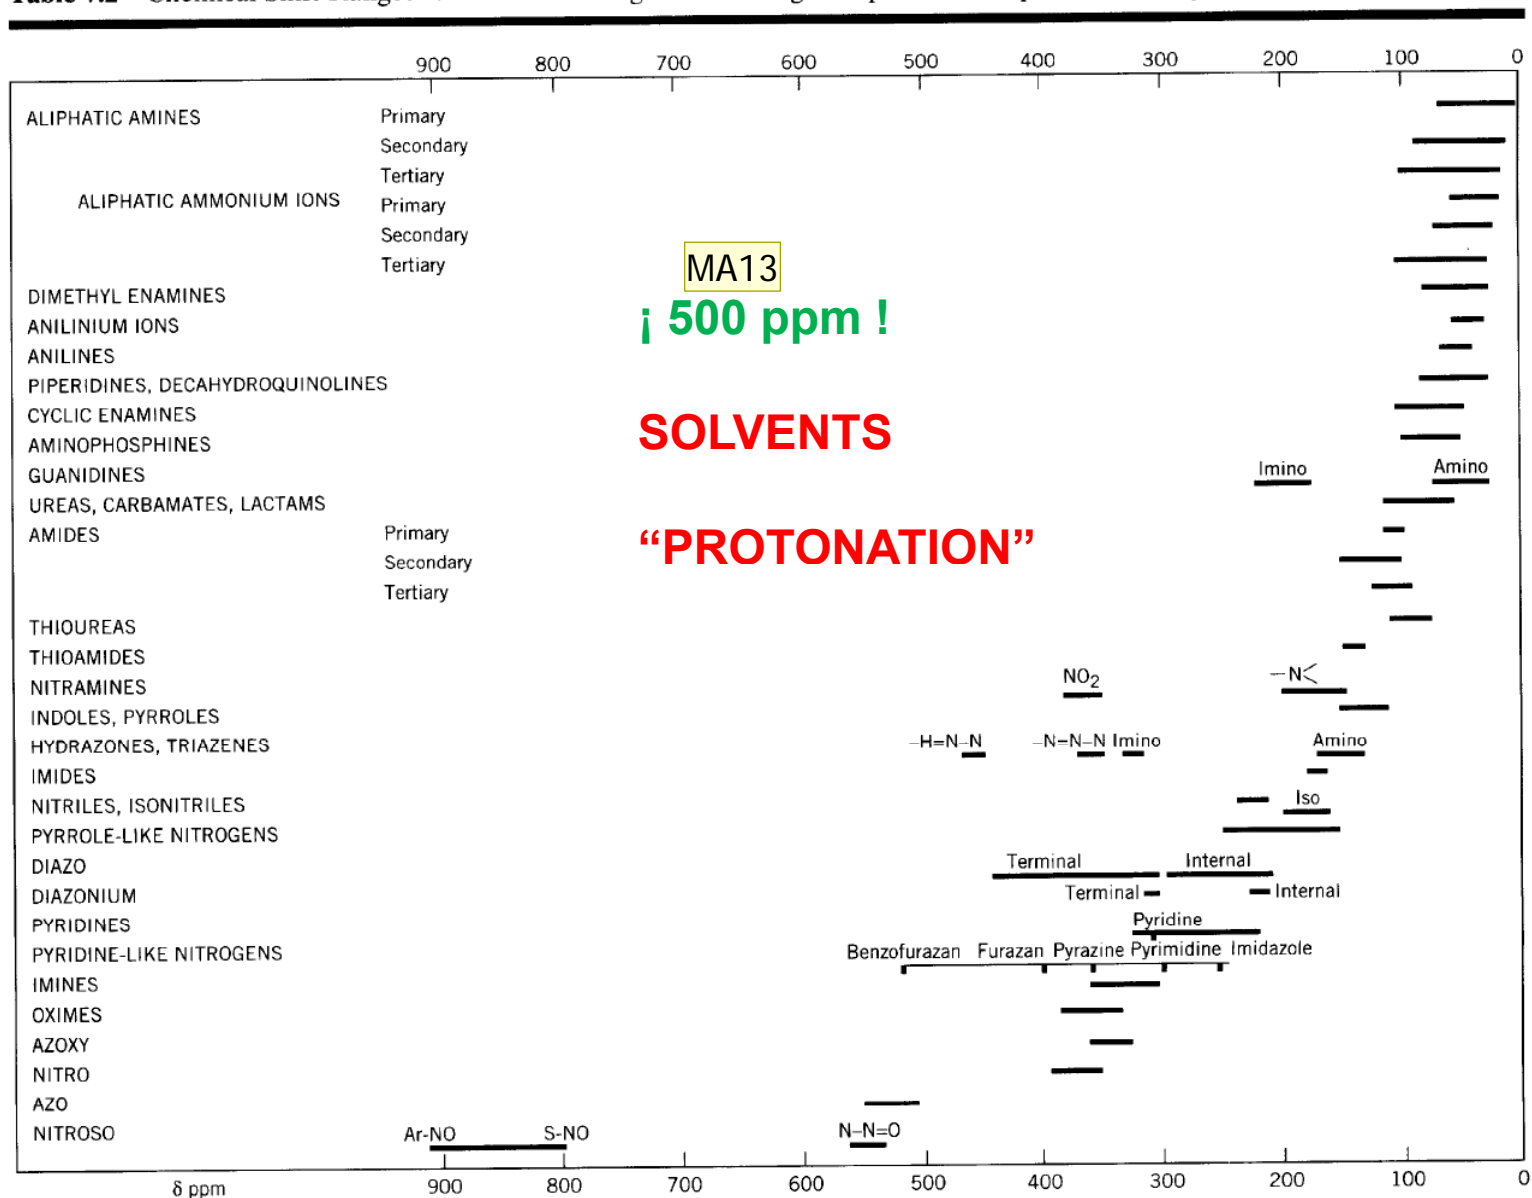 900 800 700 600 500 400 300 200 100 0
ALIPHATIC AMINES Primary
Secondary
Tertiary
ALIPHATIC AMMONIUM IONS Primary
Secondary
Tertiary
MA13
DIMETHYL ENAMINES
¡ 500 ppm !
ANILINIUM IONS
ANILINES
PIPERIDINES, DECAHYDROQUINOLINES
CYCLIC ENAMINES
SOLVENTS
AMINOPHOSPHINES
GUANIDINES Imino Amino
UREAS, CARBAMATES, LACTAMS
AMIDES Primary
“PROTONATION”
Secondary
Tertiary
THIOUREAS
THIOAMIDES
NITRAMINES NO₂ —N<
INDOLES, PYRROLES
HYDRAZONES, TRIAZENES –H=N–N –N=N–N Imino Amino
IMIDES
NITRILES, ISONITRILES Iso
PYRROLE-LIKE NITROGENS
DIAZO Terminal Internal
DIAZONIUM Terminal Internal
PYRIDINES Pyridine
PYRIDINE-LIKE NITROGENS Benzofurazan Furazan Pyrazine Pyrimidine Imidazole
IMINES
OXIMES
AZOXY
NITRO
AZO
NITROSO Ar-NO S-NO N–N=O
δ ppm 900 800 700 600 500 400 300 200 100 0